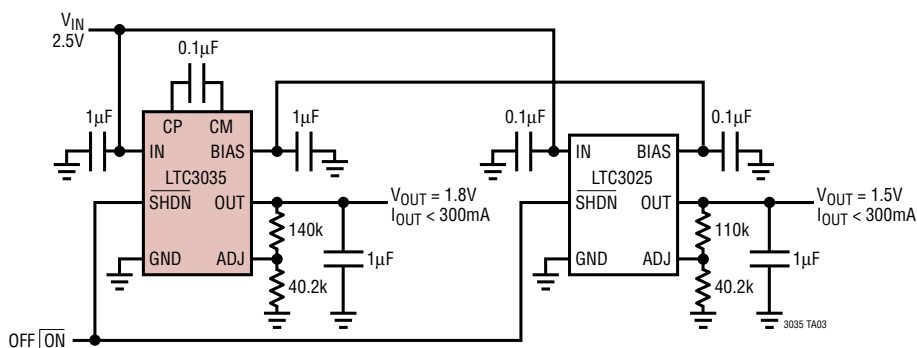 VIN
2.5V
0.1µF
1µF
CP CM
1µF
IN BIAS
LTC3035
SHDN OUT
GND ADJ
140k
40.2k
1µF
VOUT = 1.8V
IOUT < 300mA
0.1µF
0.1µF
IN BIAS
LTC3025
SHDN OUT
GND ADJ
110k
40.2k
1µF
VOUT = 1.5V
IOUT < 300mA
3035 TA03
OFF ON